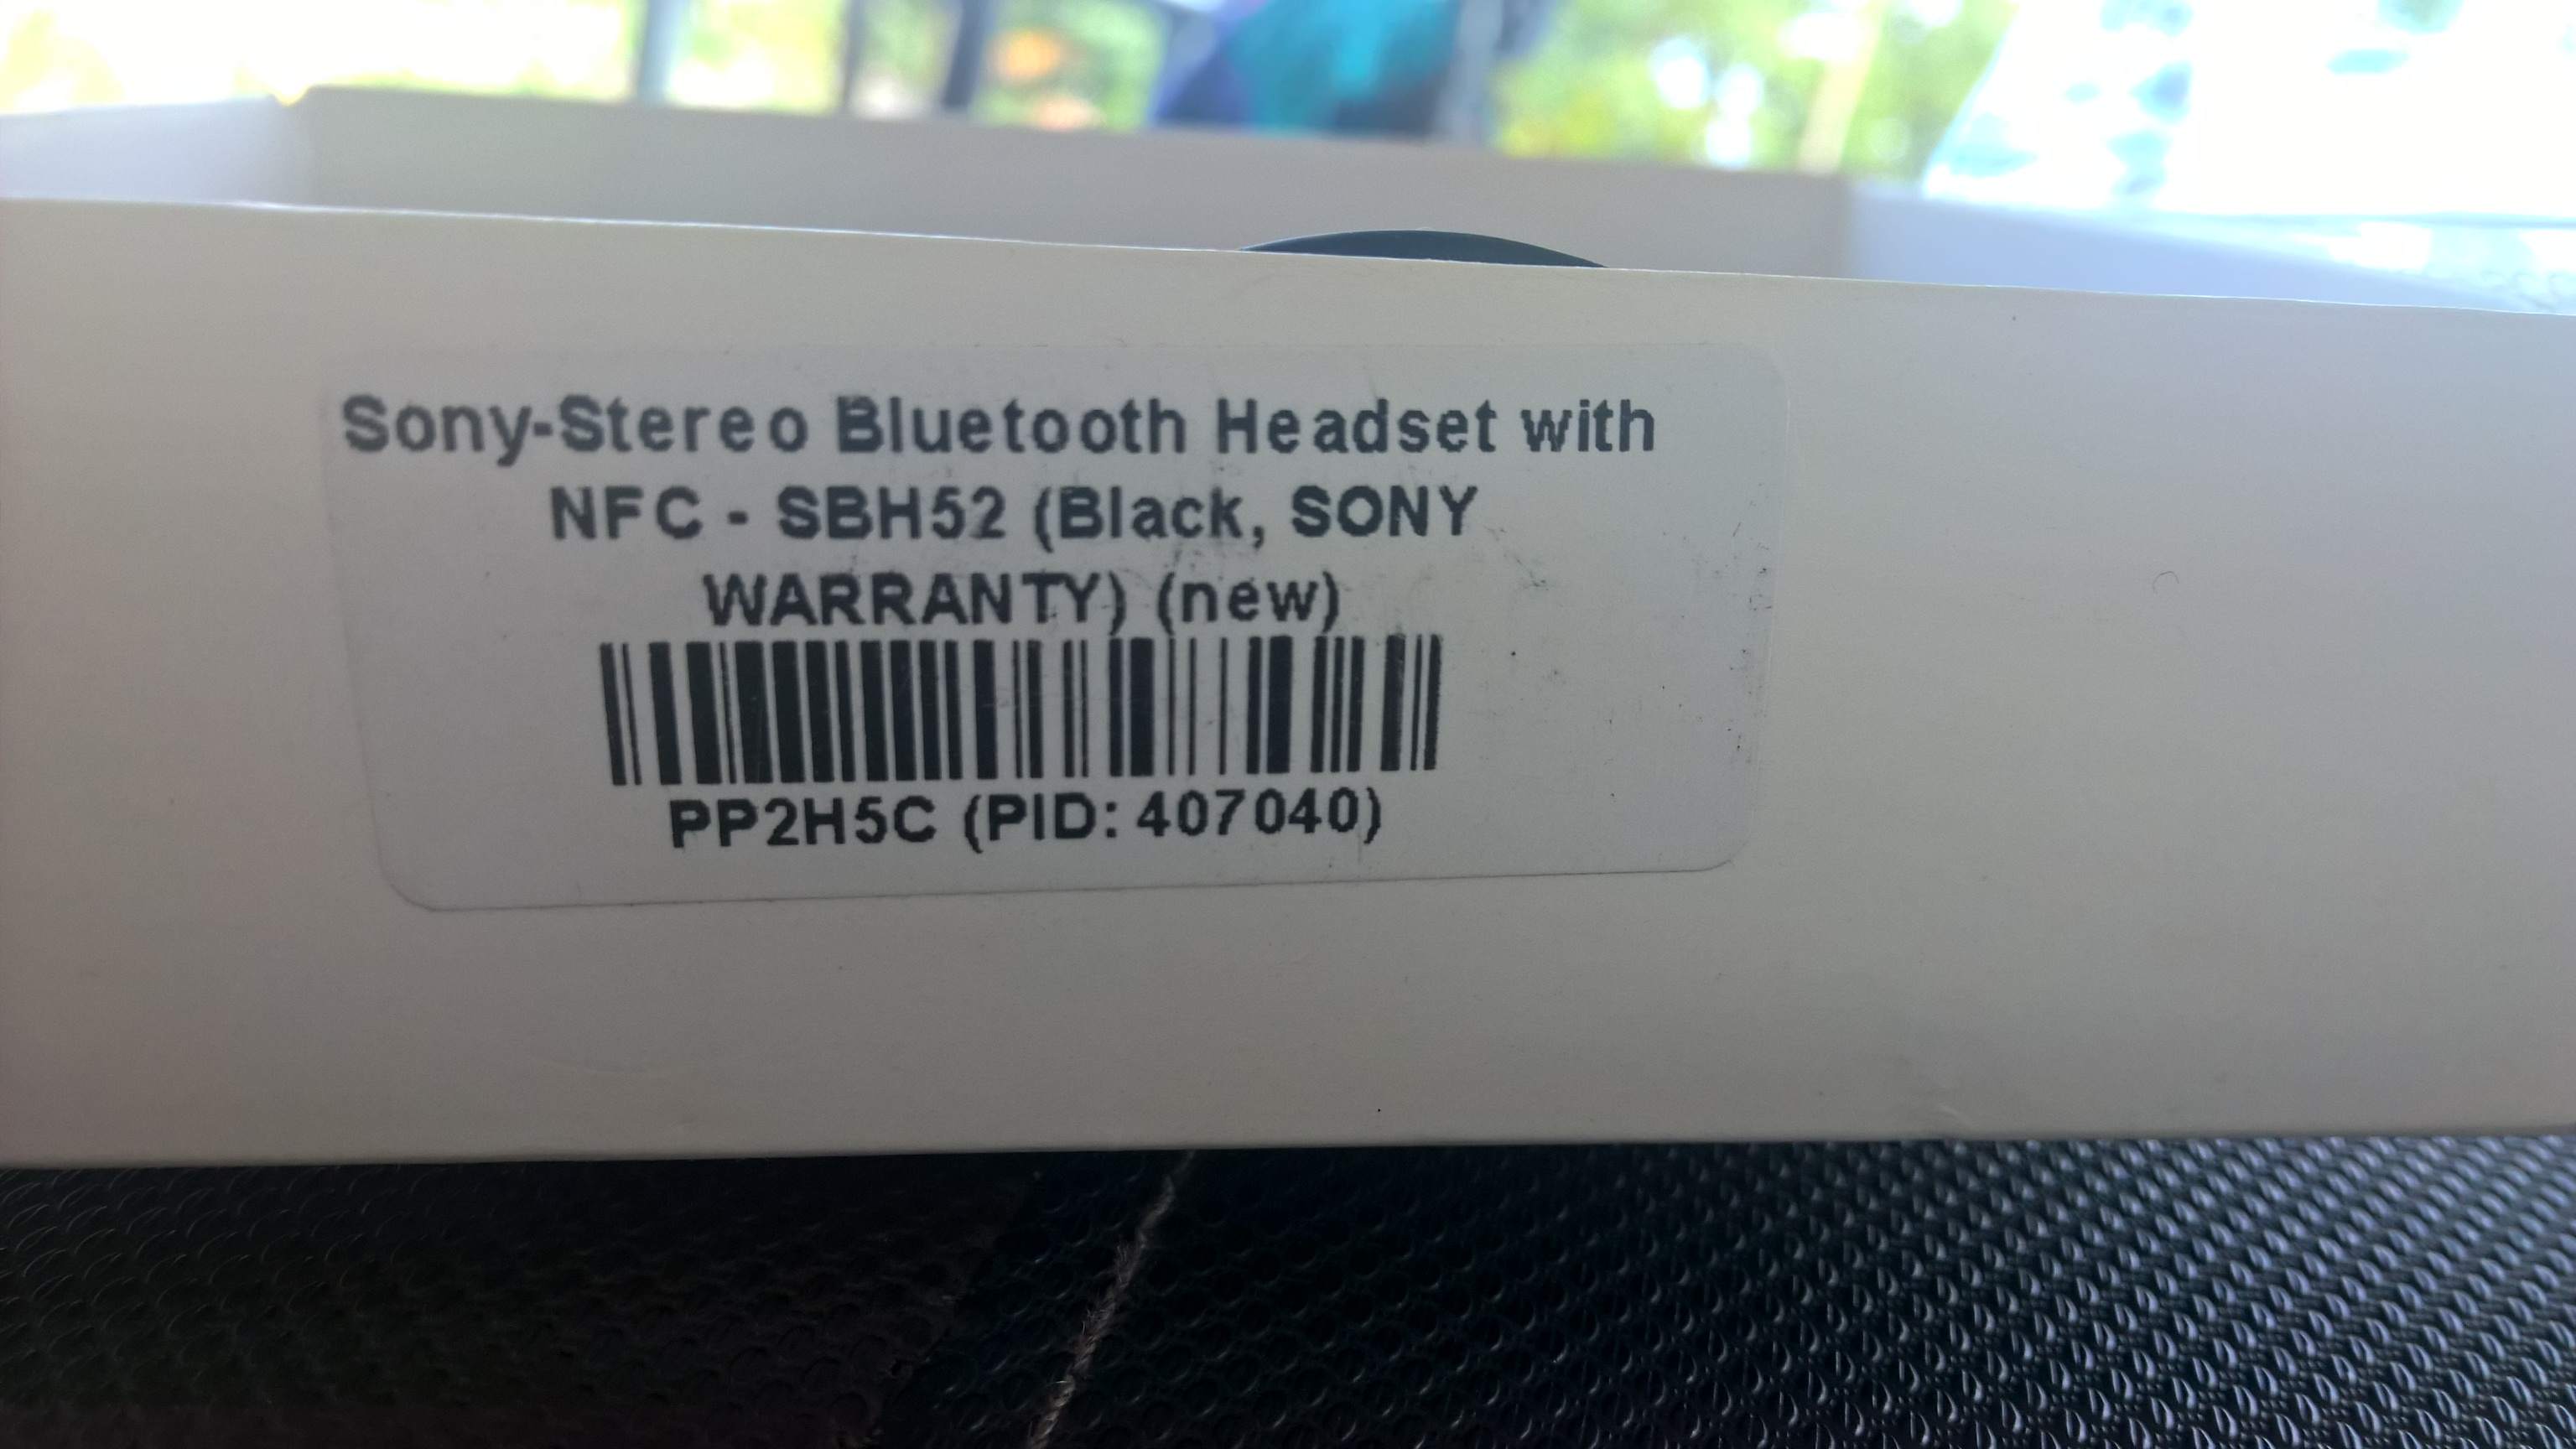 Sony-Stereo Bluetooth Headset with
NFC - SBH52 (Black, SONY
WARRANTY) (new)
PP2H5C (PID: 407040)